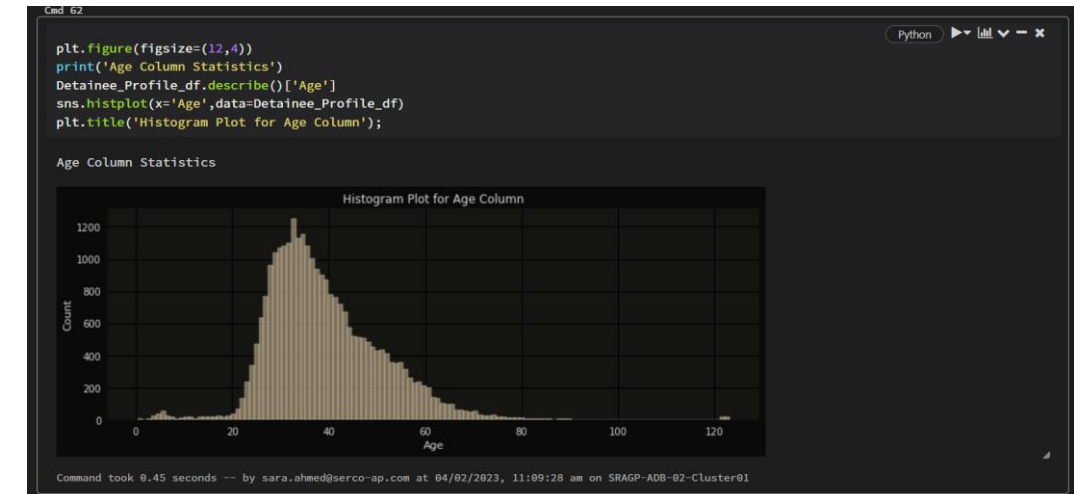 Cmd 62
Python
plt.figure(figsize=(12,4))
print('Age Column Statistics')
Detainee_Profile_df.describe()['Age']
sns.histplot(x='Age',data=Detainee_Profile_df)
plt.title('Histogram Plot for Age Column');
Age Column Statistics
Histogram Plot for Age Column
1200
1000
800
600
400
200
0
Count
0 20 40 60 80 100 120
Age
Command took 0.45 seconds -- by sara.ahmed@serco-ap.com at 04/02/2023, 11:09:28 am on SRAGP-ADB-02-Cluster01